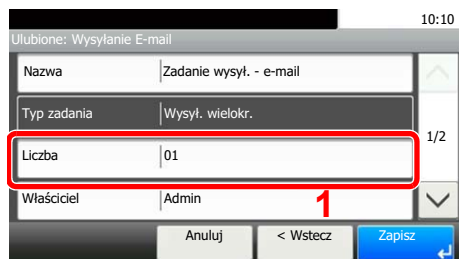 10:10
Ulubione: Wysyłanie E-mail
Nazwa Zadanie wysył. - e-mail
Typ zadania Wysył. wielokr.
1/2
Liczba 01
Właściciel Admin
1
Anuluj < Wstecz Zapisz